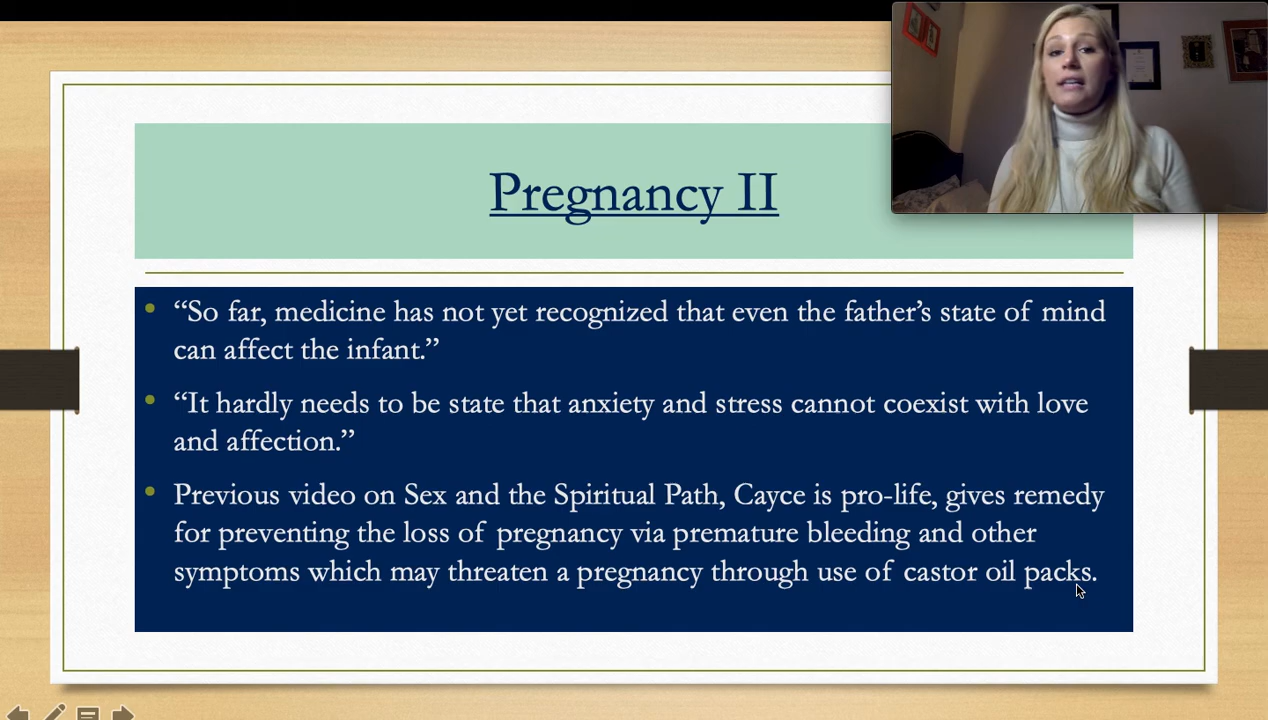 Pregnancy II
“So far, medicine has not yet recognized that even the father’s state of mind
can affect the infant.”
“It hardly needs to be state that anxiety and stress cannot coexist with love
and affection.”
Previous video on Sex and the Spiritual Path, Cayce is pro-life, gives remedy
for preventing the loss of pregnancy via premature bleeding and other
symptoms which may threaten a pregnancy through use of castor oil packs.